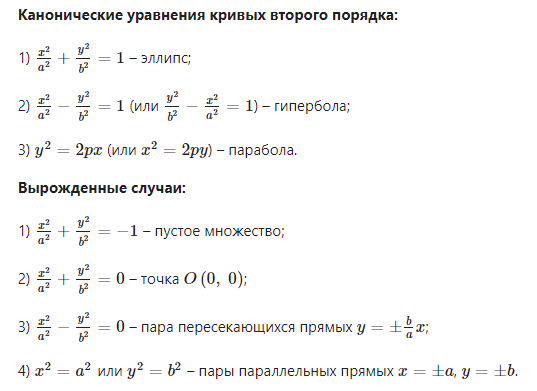 Канонические уравнения кривых второго порядка:
1) x²/a² + y²/b² = 1 – эллипс;
2) x²/a² − y²/b² = 1 (или y²/b² − x²/a² = 1) – гипербола;
3) y² = 2px (или x² = 2py) – парабола.
Вырожденные случаи:
1) x²/a² + y²/b² = −1 – пустое множество;
2) x²/a² + y²/b² = 0 – точка O (0, 0);
3) x²/a² − y²/b² = 0 – пара пересекающихся прямых y = ±b/a x;
4) x² = a² или y² = b² – пары параллельных прямых x = ±a, y = ±b.